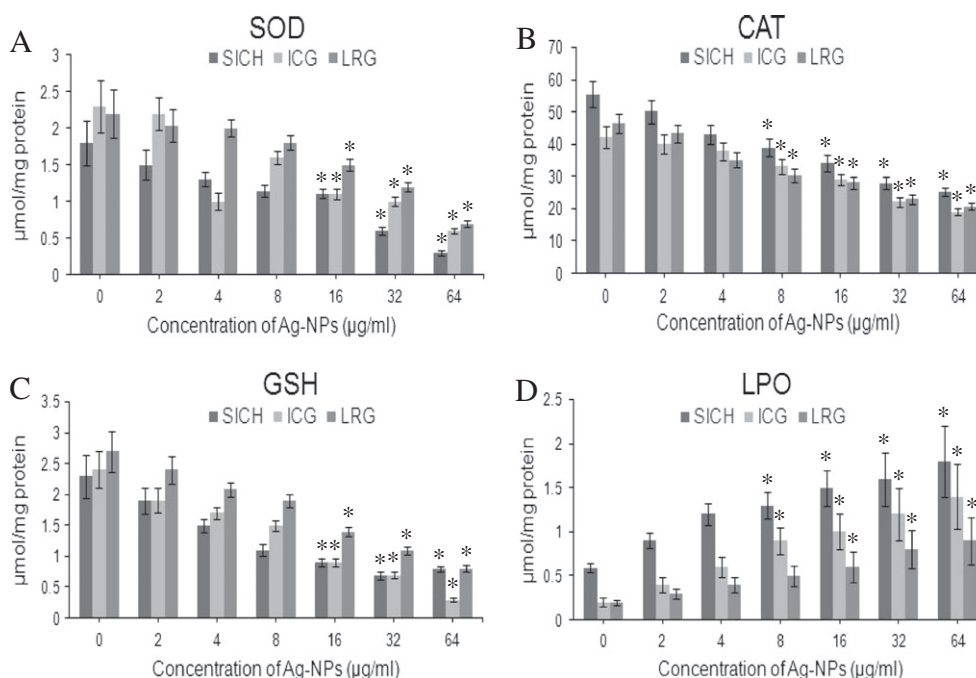 A
SOD
SICH ICG LRG
µmol/mg protein
2.5
2
1.5
1
0.5
0
* * * * * * * * *
0 2 4 8 16 32 64
Concentration of Ag-NPs (µg/ml)
B
CAT
SICH ICG LRG
µmol/mg protein
70
60
50
40
30
20
10
0
* * * * * * * * * * * *
0 2 4 8 16 32 64
Concentration of Ag-NPs (µg/ml)
C
GSH
SICH ICG LRG
µmol/mg protein
3.5
3
2.5
2
1.5
1
0.5
0
* * * * * * * * *
0 2 4 8 16 32 64
Concentration of Ag-NPs (µg/ml)
D
LPO
SICH ICG LRG
µmol/mg protein
2.5
2
1.5
1
0.5
0
* * * * * * * * * * *
0 2 4 8 16 32 64
Concentration of Ag-NPs (µg/ml)